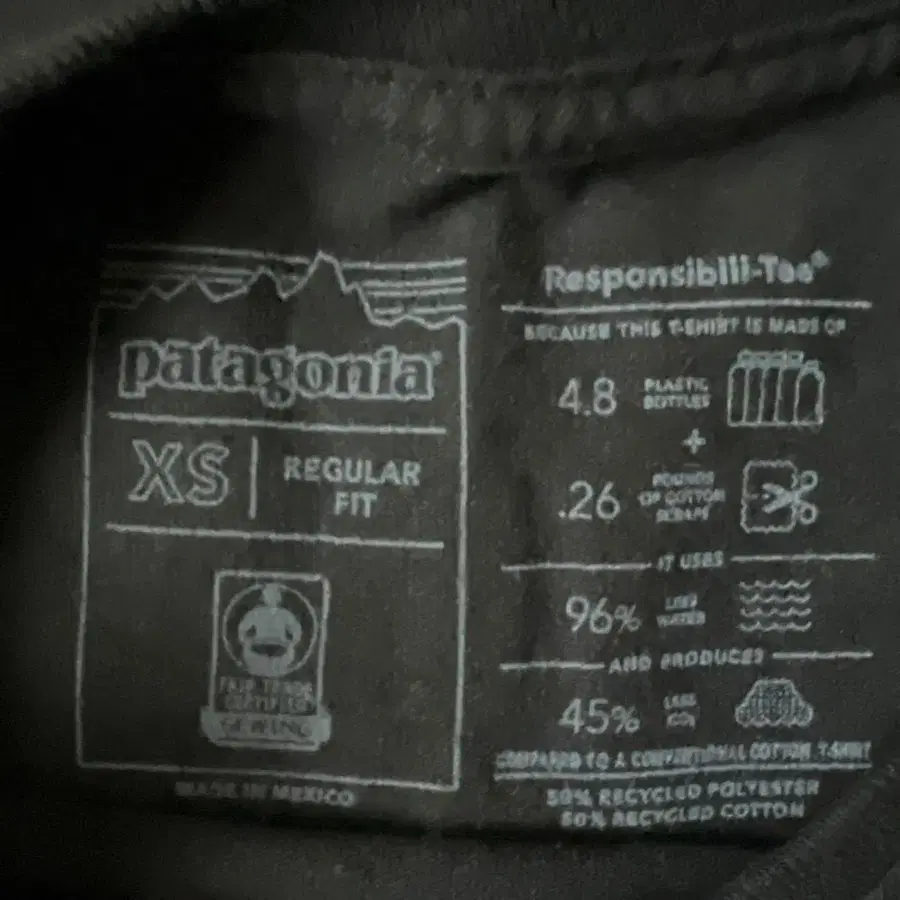 patagonia®
XS
REGULAR
FIT
FAIR TRADE
CERTIFIED
SEWING
MADE IN MEXICO
Responsibili-Tee®
BECAUSE THIS T-SHIRT IS MADE OF
4.8 PLASTIC
BOTTLES
+
.26 POUNDS
OF COTTON
SCRAPS
IT USES
96% LESS
WATER
AND PRODUCES
45% LESS
CO₂
COMPARED TO A CONVENTIONAL COTTON T-SHIRT
50% RECYCLED POLYESTER
50% RECYCLED COTTON